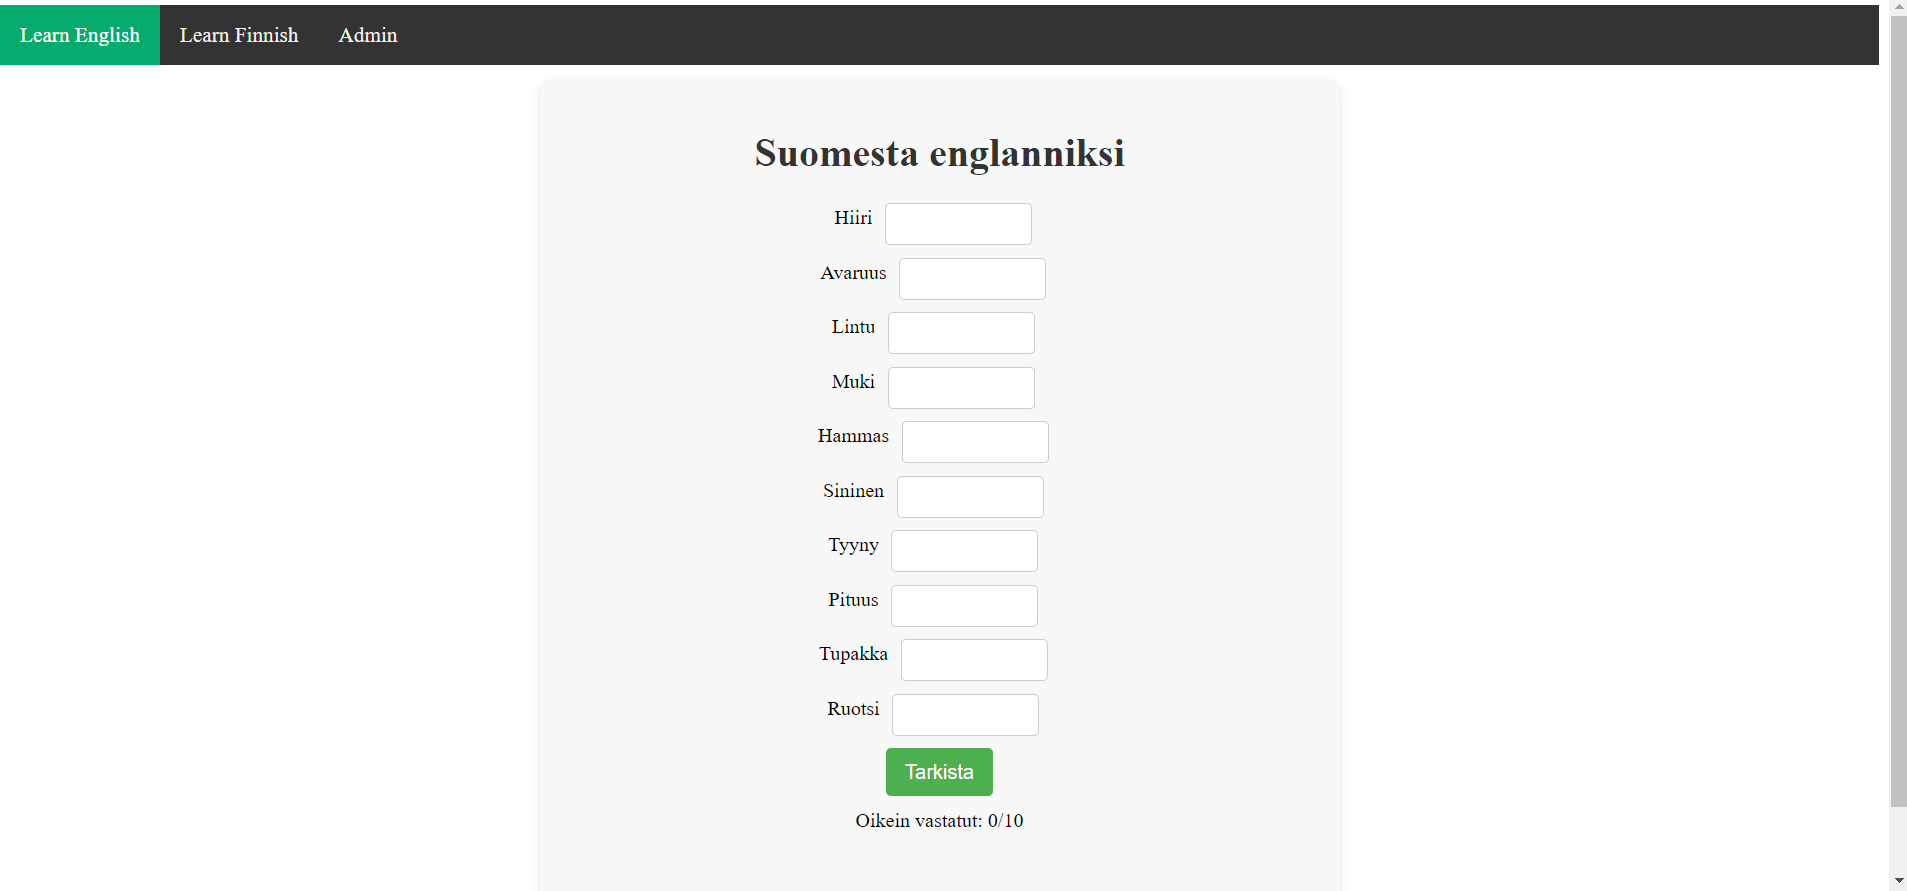 Learn English Learn Finnish Admin
Suomesta englanniksi
Hiiri
Avaruus
Lintu
Muki
Hammas
Sininen
Tyyny
Pituus
Tupakka
Ruotsi
Tarkista
Oikein vastatut: 0/10